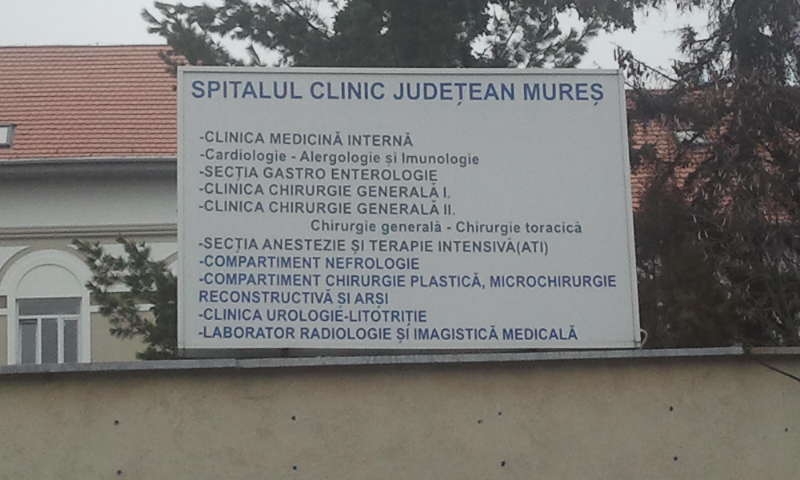 SPITALUL CLINIC JUDEȚEAN MUREȘ
-CLINICA MEDICINĂ INTERNĂ
-Cardiologie - Alergologie și Imunologie
-SECȚIA GASTRO ENTEROLOGIE
-CLINICA CHIRURGIE GENERALĂ I.
-CLINICA CHIRURGIE GENERALĂ II.
Chirurgie generală - Chirurgie toracică
-SECȚIA ANESTEZIE ȘI TERAPIE INTENSIVĂ(ATI)
-COMPARTIMENT NEFROLOGIE
-COMPARTIMENT CHIRURGIE PLASTICĂ, MICROCHIRURGIE
RECONSTRUCTIVĂ ȘI ARȘI
-CLINICA UROLOGIE-LITOTRIȚIE
-LABORATOR RADIOLOGIE ȘI IMAGISTICĂ MEDICALĂ